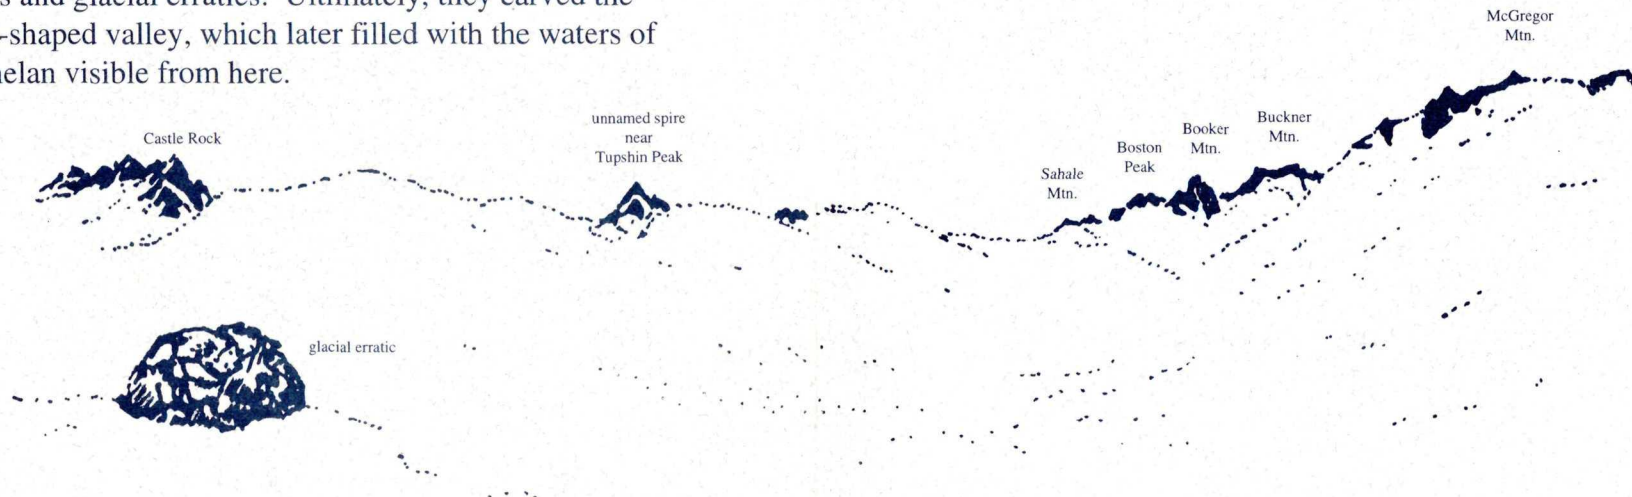 s and glacial erratics. Ultimately, they carved the
-shaped valley, which later filled with the waters of
elan visible from here.
McGregor
Mtn.
Castle Rock
unnamed spire
near
Tupshin Peak
Sahale
Mtn.
Boston
Peak
Booker
Mtn.
Buckner
Mtn.
glacial erratic